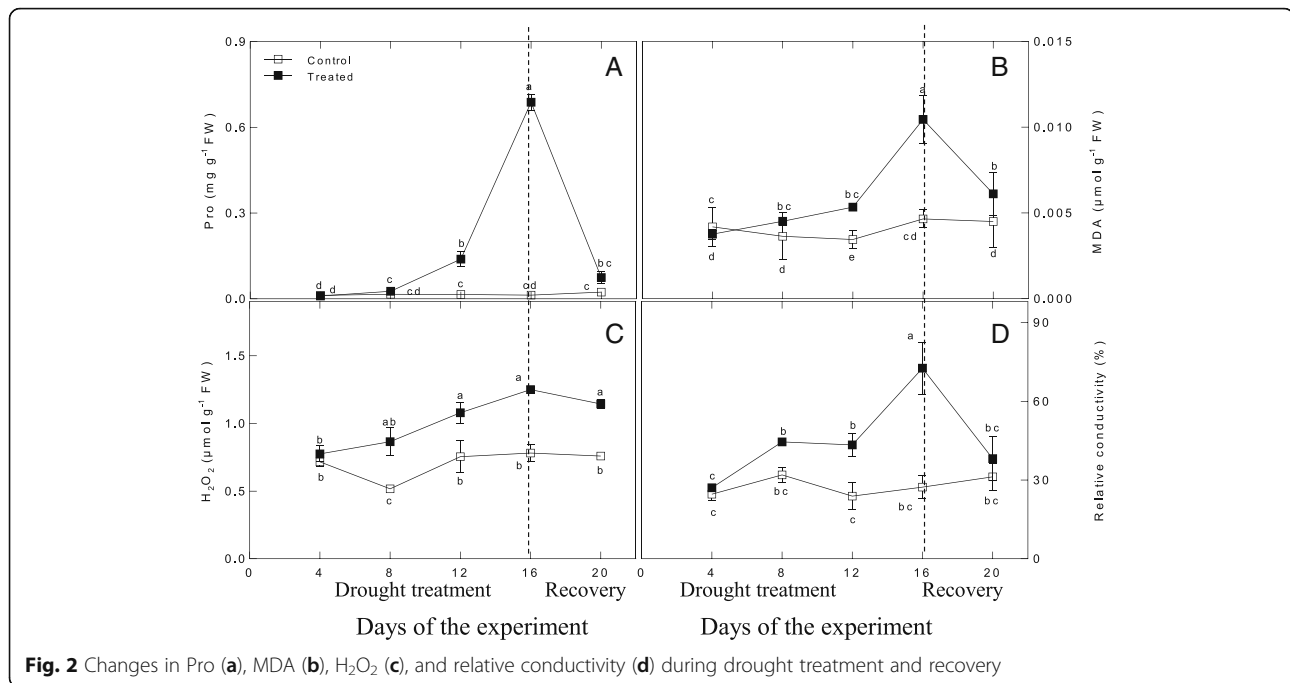 0.9
0.6
0.3
0.0
Pro (mg g⁻¹ FW)
Control
Treated
A
a
d
d
c
cd
b
c
cd
bc
c
B
0.015
0.010
0.005
0.000
MDA (μmol g⁻¹ FW)
c
d
bc
d
bc
e
a
cd
b
d
C
1.5
1.0
0.5
0.0
H₂O₂ (μmol g⁻¹ FW)
b
b
ab
c
a
b
a
b
a
b
D
90
60
30
0
Relative conductivity (%)
c
c
b
bc
b
c
a
bc
bc
bc
0 4 8 12 16 20
0 4 8 12 16 20
Drought treatment Recovery
Drought treatment Recovery
Days of the experiment
Days of the experiment
Fig. 2 Changes in Pro (a), MDA (b), H₂O₂ (c), and relative conductivity (d) during drought treatment and recovery